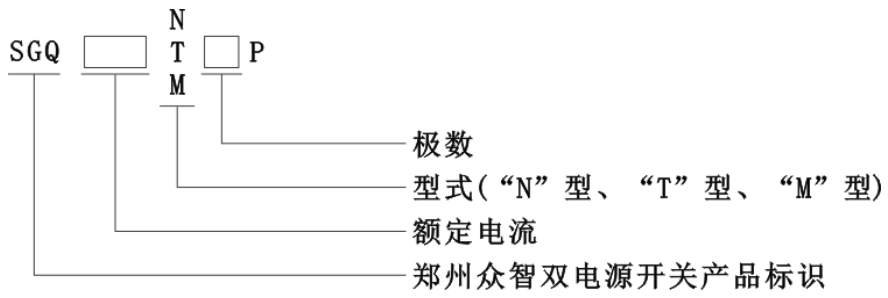 N
SGQ T P
M
极数
型式(“N”型、“T”型、“M”型)
额定电流
郑州众智双电源开关产品标识